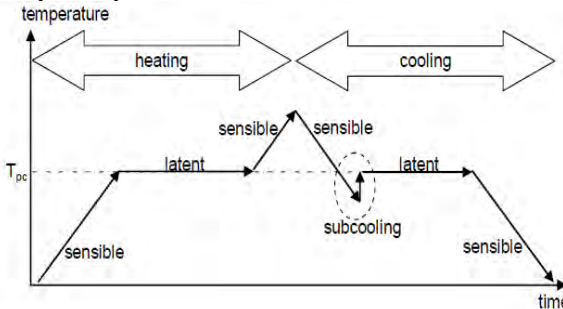 temperature
heating
cooling
sensible
sensible
T_pc
latent
latent
subcooling
sensible
sensible
time